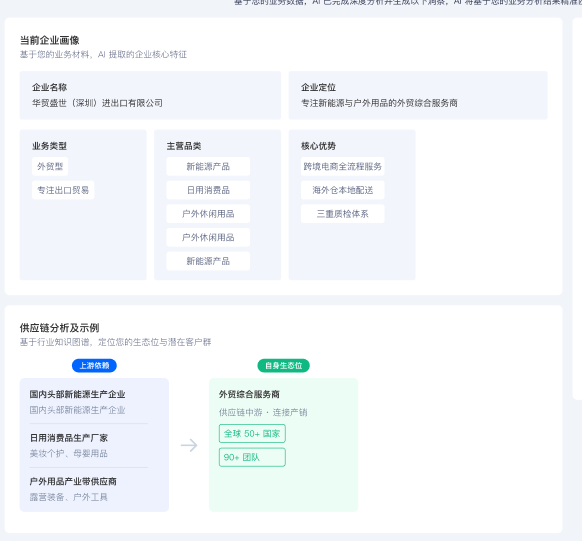 基于您的业务数据，AI 已完成深度分析并生成以下洞察，AI 将基于您的业务分析结果精准
当前企业画像
基于您的业务材料，AI 提取的企业核心特征
企业名称
华贸盛世（深圳）进出口有限公司
企业定位
专注新能源与户外用品的外贸综合服务商
业务类型
外贸型
专注出口贸易
主营品类
新能源产品
日用消费品
户外休闲用品
户外休闲用品
新能源产品
核心优势
跨境电商全流程服务
海外仓本地配送
三重质检体系
供应链分析及示例
基于行业知识图谱，定位您的生态位与潜在客户群
上游依赖
国内头部新能源生产企业
国内头部新能源生产企业
日用消费品生产厂家
美妆个护、母婴用品
户外用品产业带供应商
露营装备、户外工具
自身生态位
外贸综合服务商
供应链中游 · 连接产销
全球 50+ 国家
90+ 团队